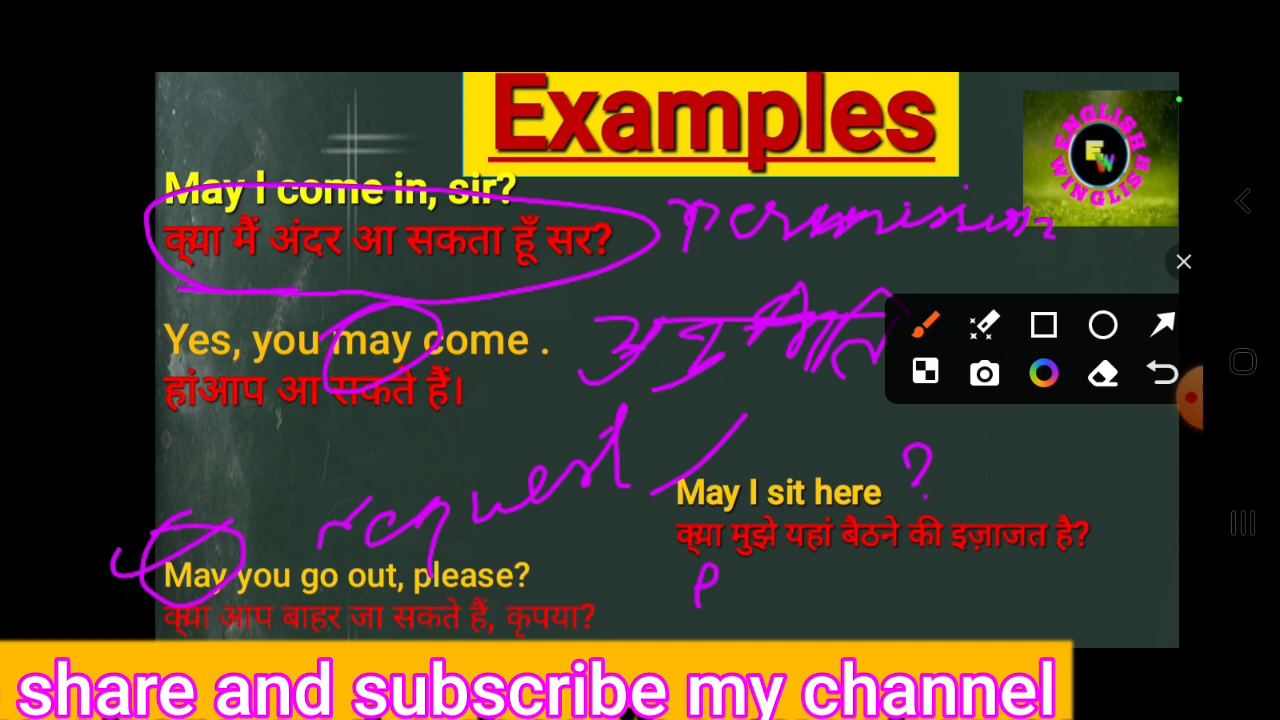 Examples
ENGLISH
WINGLISH
EW
May I come in, sir?
क्या मैं अंदर आ सकता हूँ सर?
permission
Yes, you may come .
हांआप आ सकते हैं।
अनुमति
request
May I sit here ?
क्या मुझे यहां बैठने की इज़ाजत है?
P
May you go out, please?
क्या आप बाहर जा सकते हैं, कृपया?
share and subscribe my channel